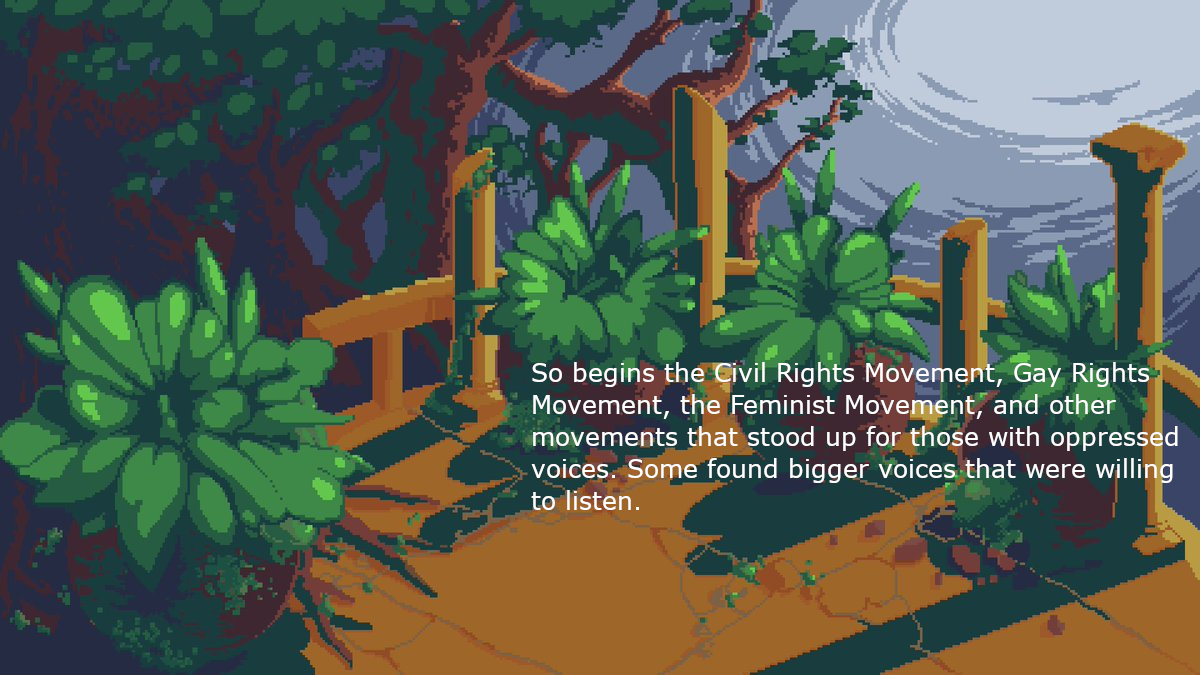 So begins the Civil Rights Movement, Gay Rights
Movement, the Feminist Movement, and other
movements that stood up for those with oppressed
voices. Some found bigger voices that were willing
to listen.